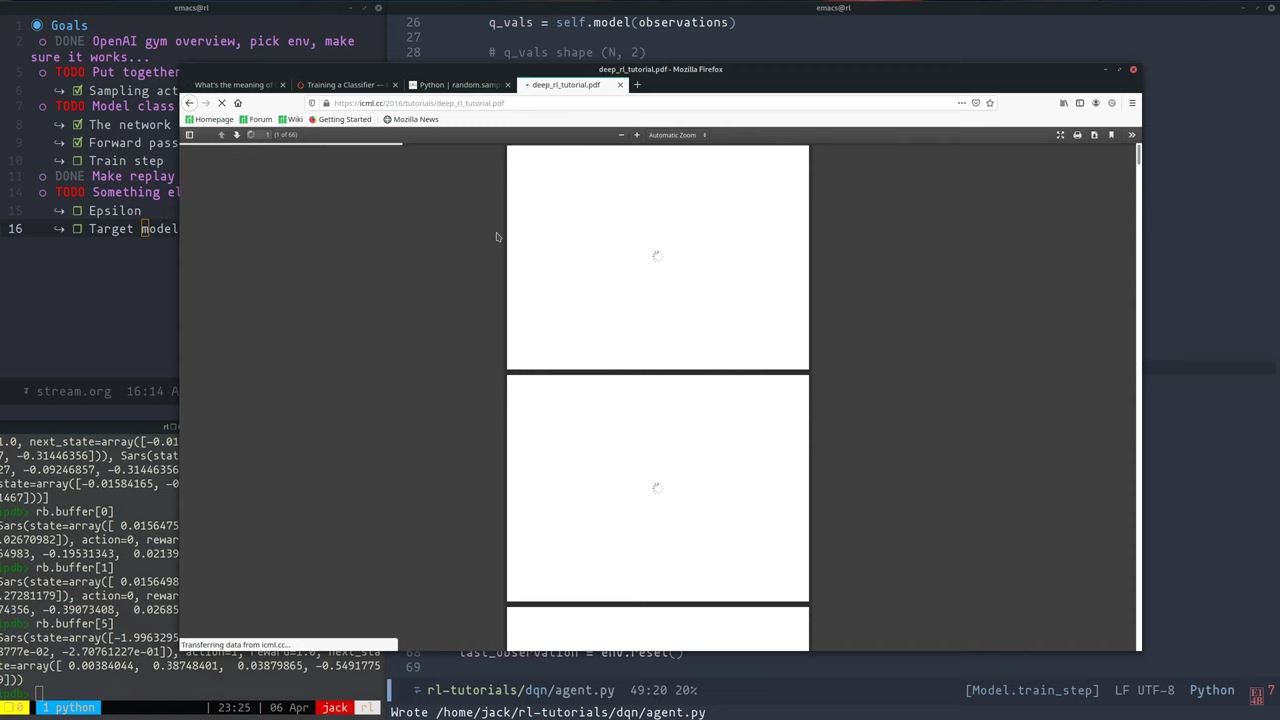 emacs@rl
emacs@rl
1 Goals
DONE OpenAI gym overview, pick env, make
sure it works...
5 TODO Put together
6 Sampling act
7 TODO Model class
8 The network
9 Forward pass
10 Train step
11 DONE Make replay
14 TODO Something el
15 Epsilon
16 Target model
stream.org 16:14 A
26 q_vals = self.model(observations)
27
28 # q_vals shape (N, 2)
deep_rl_tutorial.pdf - Mozilla Firefox
What's the meaning of
Training a Classifier —
Python | random.samp
deep_rl_tutorial.pdf
https://icml.cc/2016/tutorials/deep_rl_tutorial.pdf
Homepage Forum Wiki Getting Started Mozilla News
1 (1 of 66) Automatic Zoom
Transferring data from icml.cc...
rl
1.0, next_state=array([-0.01
7, -0.31446356])), Sars(stat
27, -0.09246857, -0.31446356
state=array([-0.01584165, -0
1467]))]
ipdb> rb.buffer[0]
Sars(state=array([ 0.0156475
.02670982]), action=0, rewar
54983, -0.19531343, 0.02139
ipdb> rb.buffer[1]
Sars(state=array([ 0.0156498
.27281179]), action=0, rewar
74356, -0.39073408, 0.02685
ipdb> rb.buffer[5]
Sars(state=array([-1.9963295
3877e-02, -2.70761227e-01]), action=1, reward=1.0, next_sta
te=array([ 0.00384044, 0.38748401, 0.03879865, -0.5491775
9]))
ipdb>
0 1 python | 23:25 | 06 Apr jack rl
68 last_observation = env.reset()
69
rl-tutorials/dqn/agent.py 49:20 20% [Model.train_step] LF UTF-8 Python
Wrote /home/jack/rl-tutorials/dqn/agent.py